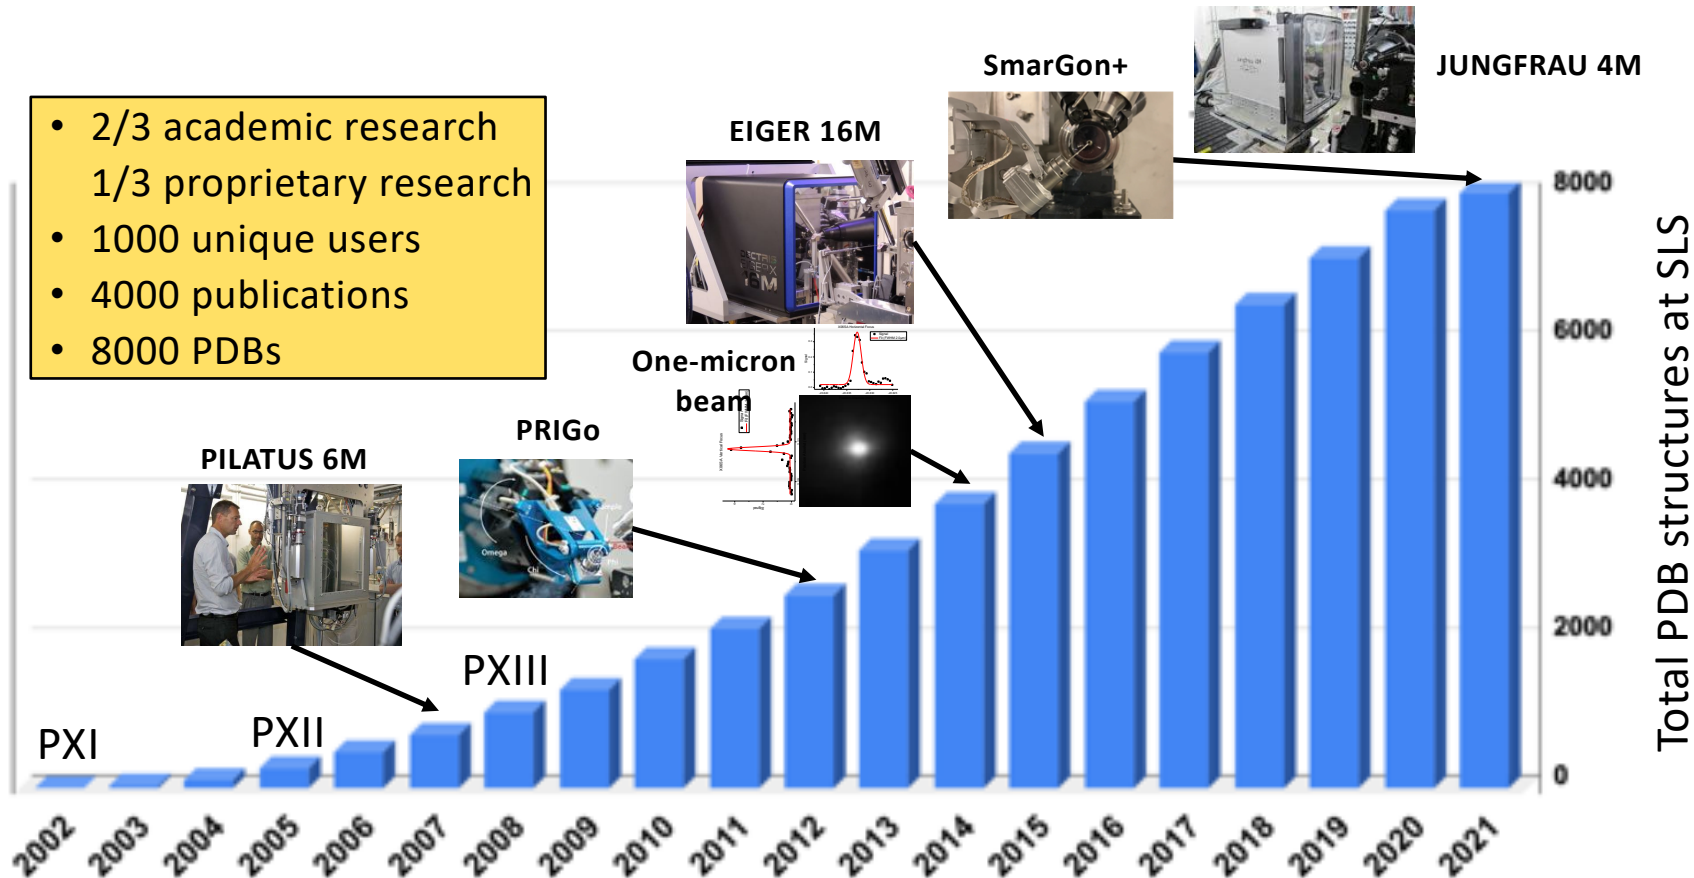 SmarGon+
JUNGFRAU 4M
• 2/3 academic research
1/3 proprietary research
• 1000 unique users
• 4000 publications
• 8000 PDBs
EIGER 16M
One-micron
beam
PRIGo
Omega
Chi
PILATUS 6M
PXI
PXII
PXIII
8000
6000
4000
2000
0
Total PDB structures at SLS
2002
2003
2004
2005
2006
2007
2008
2009
2010
2011
2012
2013
2014
2015
2016
2017
2018
2019
2020
2021